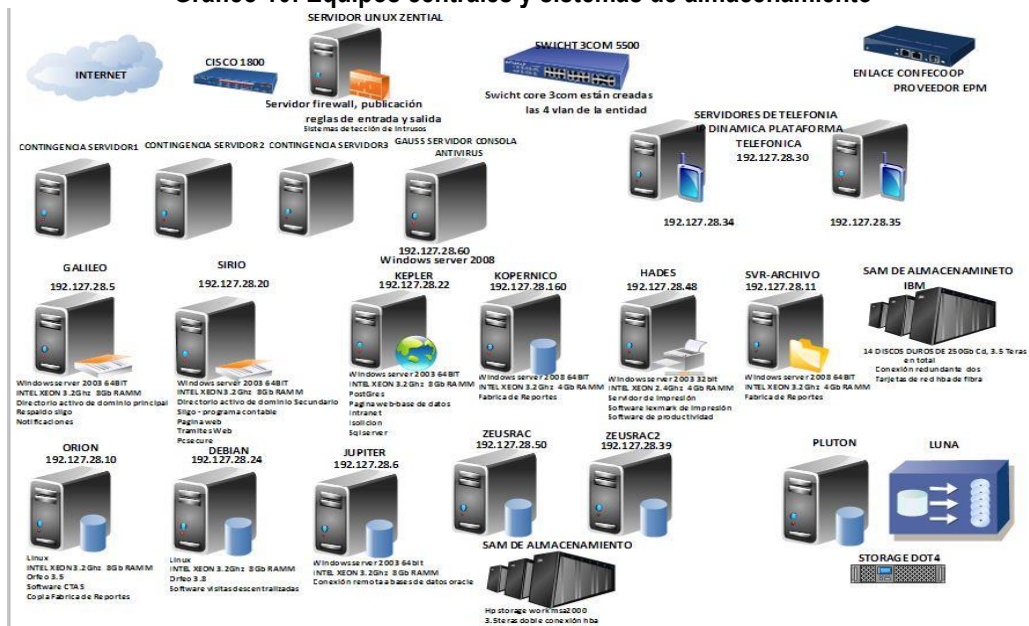 Grafico 10. Equipos centrales y sistemas de almacenamiento
SERVIDOR LINUX ZENTIAL
INTERNET
CISCO 1800
SWICHT 3COM 5500
ENLACE CONFECOOP
PROVEEDOR EPM
Servidor firewall, publicación
reglas de entrada y salida
Sistemas detección de intrusos
Swicht core 3com están creadas
las 4 vlan de la entidad
SERVIDORES DE TELEFONIA
IP DINAMICA PLATAFORMA
TELEFONICA
192.127.28.30
192.127.28.34
192.127.28.35
CONTINGENCIA SERVIDOR1
CONTINGENCIA SERVIDOR2
CONTINGENCIA SERVIDOR3
GAUSS SERVIDOR CONSOLA
ANTIVIRUS
192.127.28.60
Windows server 2008
GALILEO
192.127.28.5
Windows server 2003 64BIT
INTEL XEON 3.2Ghz 8Gb RAMM
Directorio activo de dominio principal
Respaldo sligo
Notificaciones
SIRIO
192.127.28.20
Windows server 2003 64BIT
INTEL XEON 3.2Ghz 8Gb RAMM
Directorio activo de dominio Secundario
Sligo - programa contable
Pagina web
Tramites Web
Pcsecure
KEPLER
192.127.28.22
Windows server 2003 64BIT
INTEL XEON 3.2Ghz 8Gb RAMM
PostGres
Pagina web-base de datos
Intranet
Isolicion
Sql server
KOPERNICO
192.127.28.160
Windows server 2008 64BIT
INTEL XEON 3.2Ghz 4Gb RAMM
Fabrica de Reportes
HADES
192.127.28.48
Windows server 2003 32bit
INTEL XEON 2.4Ghz 4Gb RAMM
Servidor de Impresión
Software lexmark de Impresión
Software de productividad
SVR-ARCHIVO
192.127.28.11
Windows server 2008 64BIT
INTEL XEON 3.2Ghz 4Gb RAMM
Fabrica de Reportes
SAM DE ALMACENAMINETO
IBM
14 DISCOS DUROS DE 250Gb Cd, 3.5 Teras
en total
Conexión redundante dos
Tarjetas de red hba de fibra
ORION
192.127.28.10
Linux
INTEL XEON 3.2Ghz 8Gb RAMM
Orfeo 3.5
Software CTAS
Copia Fabrica de Reportes
DEBIAN
192.127.28.24
Linux
INTEL XEON 3.2Ghz 8Gb RAMM
Orfeo 3.8
Software visitas descentralizadas
JUPITER
192.127.28.6
Windows server 2003 64bit
INTEL XEON 3.2Ghz 8Gb RAMM
Conexión remota a bases de datos oracle
ZEUSRAC
192.127.28.50
ZEUSRAC2
192.127.28.39
SAM DE ALMACENAMIENTO
Hp storage work msa2000
3.5teras doble conexión hba
PLUTON
LUNA
STORAGE DOT4